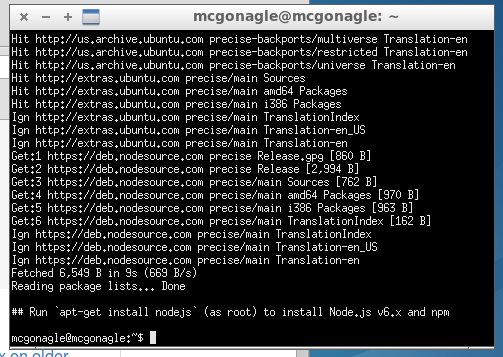 mcgonagle@mcgonagle: ~
Hit http://us.archive.ubuntu.com precise-backports/multiverse Translation-en
Hit http://us.archive.ubuntu.com precise-backports/restricted Translation-en
Hit http://us.archive.ubuntu.com precise-backports/universe Translation-en
Hit http://extras.ubuntu.com precise/main Sources
Hit http://extras.ubuntu.com precise/main amd64 Packages
Hit http://extras.ubuntu.com precise/main i386 Packages
Ign http://extras.ubuntu.com precise/main TranslationIndex
Ign http://extras.ubuntu.com precise/main Translation-en_US
Ign http://extras.ubuntu.com precise/main Translation-en
Get:1 https://deb.nodesource.com precise Release.gpg [860 B]
Get:2 https://deb.nodesource.com precise Release [2,994 B]
Get:3 https://deb.nodesource.com precise/main Sources [762 B]
Get:4 https://deb.nodesource.com precise/main amd64 Packages [970 B]
Get:5 https://deb.nodesource.com precise/main i386 Packages [963 B]
Get:6 https://deb.nodesource.com precise/main TranslationIndex [162 B]
Ign https://deb.nodesource.com precise/main TranslationIndex
Ign https://deb.nodesource.com precise/main Translation-en_US
Ign https://deb.nodesource.com precise/main Translation-en
Fetched 6,549 B in 9s (669 B/s)
Reading package lists... Done
## Run `apt-get install nodejs` (as root) to install Node.js v6.x and npm
mcgonagle@mcgonagle:~$
on older